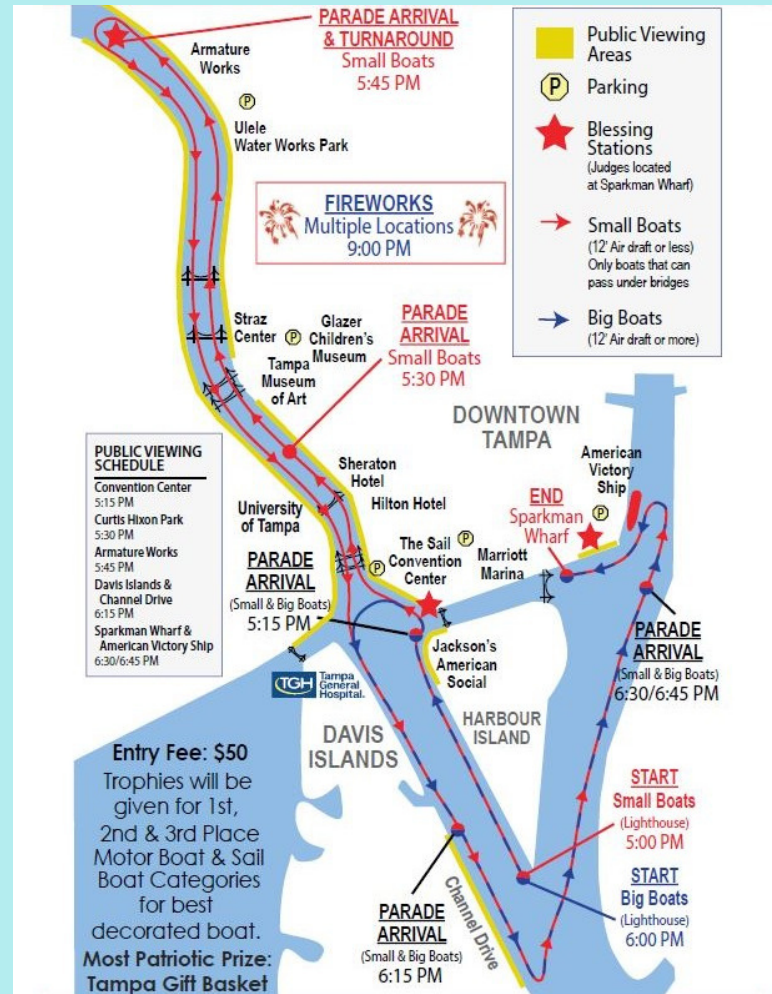 PARADE ARRIVAL
& TURNAROUND
Small Boats
5:45 PM
Armature
Works
P
Ulele
Water Works Park
Public Viewing
Areas
P
Parking
Blessing
Stations
(Judges located
at Sparkman Wharf)
Small Boats
(12' Air draft or less)
Only boats that can
pass under bridges
Big Boats
(12' Air draft or more)
FIREWORKS
Multiple Locations
9:00 PM
Straz
Center
P
Glazer
Children's
Museum
Tampa
Museum
of Art
PARADE
ARRIVAL
Small Boats
5:30 PM
DOWNTOWN
TAMPA
PUBLIC VIEWING
SCHEDULE
Convention Center
5:15 PM
Curtis Hixon Park
5:30 PM
Armature Works
5:45 PM
Davis Islands &
Channel Drive
6:15 PM
Sparkman Wharf &
American Victory Ship
6:30/6:45 PM
Sheraton
Hotel
Hilton Hotel
University
of Tampa
American
Victory
Ship
END
Sparkman
Wharf
P
The Sail
Convention
Center
P
P
Marriott
Marina
PARADE
ARRIVAL
(Small & Big Boats)
5:15 PM
Jackson's
American
Social
PARADE
ARRIVAL
(Small & Big Boats)
6:30/6:45 PM
TGH
Tampa
General
Hospital.
DAVIS
ISLANDS
HARBOUR
ISLAND
Entry Fee: $50
Trophies will be
given for 1st,
2nd & 3rd Place
Motor Boat & Sail
Boat Categories
for best
decorated boat.
Most Patriotic Prize:
Tampa Gift Basket
START
Small Boats
(Lighthouse)
5:00 PM
START
Big Boats
(Lighthouse)
6:00 PM
Channel Drive
PARADE
ARRIVAL
(Small & Big Boats)
6:15 PM